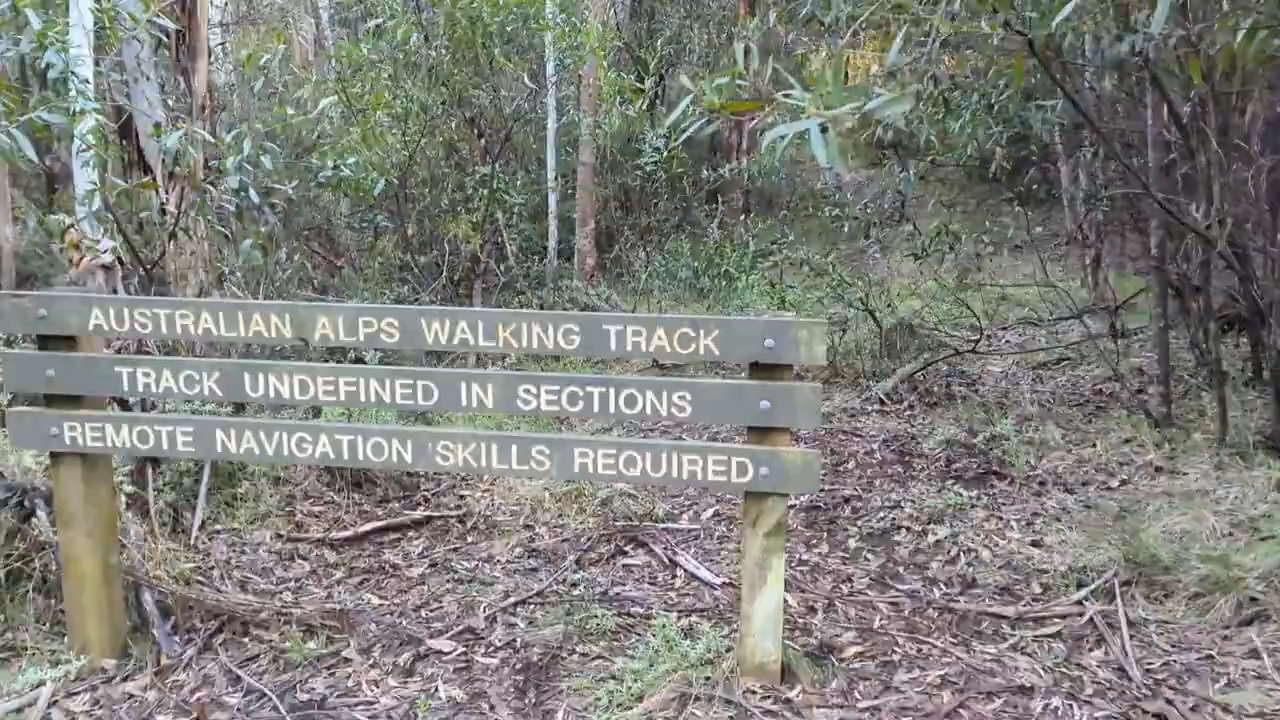 AUSTRALIAN ALPS WALKING TRACK
TRACK UNDEFINED IN SECTIONS
REMOTE NAVIGATION SKILLS REQUIRED